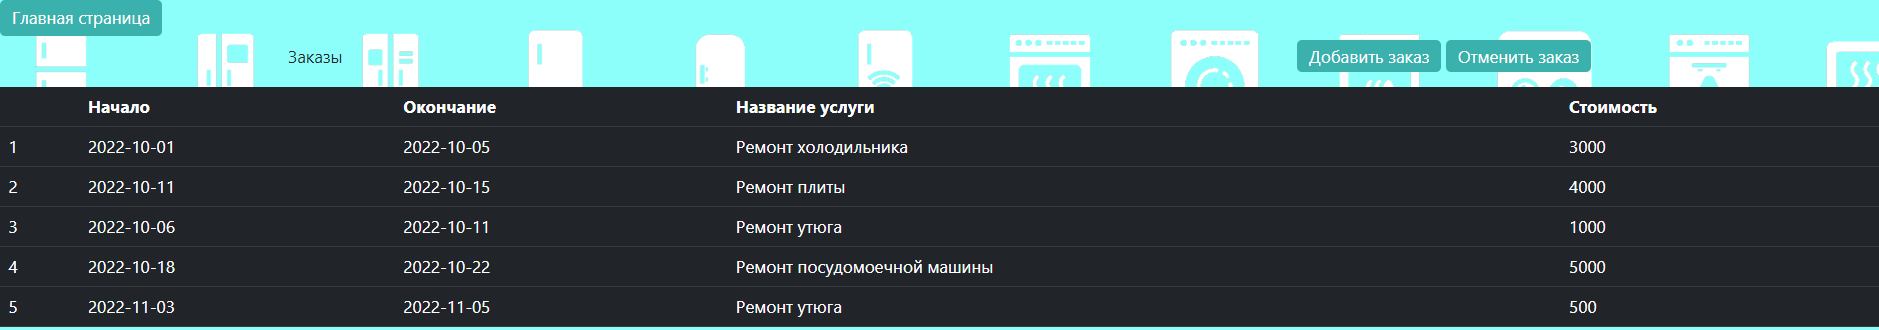 Главная страница
Заказы Добавить заказ Отменить заказ
Начало Окончание Название услуги Стоимость
1 2022-10-01 2022-10-05 Ремонт холодильника 3000
2 2022-10-11 2022-10-15 Ремонт плиты 4000
3 2022-10-06 2022-10-11 Ремонт утюга 1000
4 2022-10-18 2022-10-22 Ремонт посудомоечной машины 5000
5 2022-11-03 2022-11-05 Ремонт утюга 500